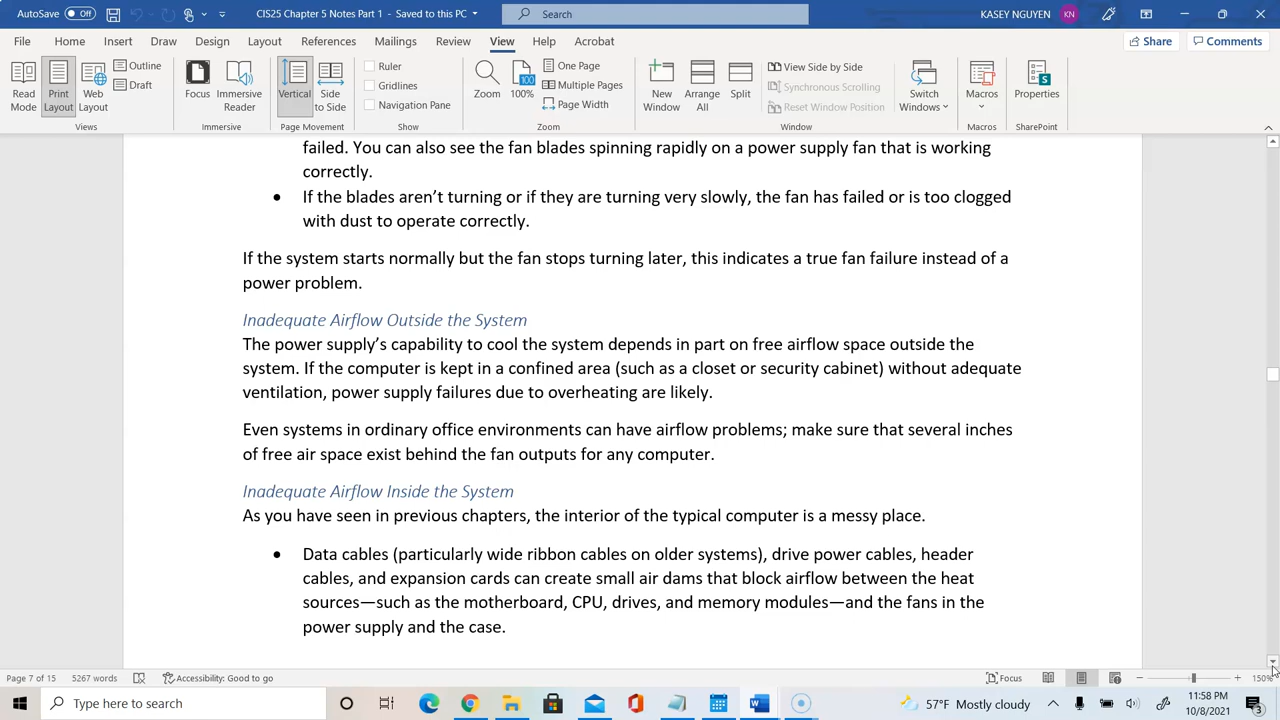 AutoSave Off CIS25 Chapter 5 Part 1 - Saved to this PC Search KASEY NGUYEN KN
File Home Insert Draw Design Layout References Mailings Review View Help Acrobat Share Comments
Read Mode
Print Layout
Web Layout
Outline
Draft
Views
Focus
Immersive Reader
Immersive
Vertical
Side to Side
Page Movement
Ruler
Gridlines
Navigation Pane
Show
Zoom
100
100%
One Page
Multiple Pages
Page Width
Zoom
New Window
Arrange All
Split
View Side by Side
Synchronous Scrolling
Reset Window Position
Window
Switch Windows
Macros
Macros
Properties
SharePoint
failed. You can also see the fan blades spinning rapidly on a power supply fan that is working
correctly.
• If the blades aren’t turning or if they are turning very slowly, the fan has failed or is too clogged
with dust to operate correctly.
If the system starts normally but the fan stops turning later, this indicates a true fan failure instead of a
power problem.
Inadequate Airflow Outside the System
The power supply’s capability to cool the system depends in part on free airflow space outside the
system. If the computer is kept in a confined area (such as a closet or security cabinet) without adequate
ventilation, power supply failures due to overheating are likely.
Even systems in ordinary office environments can have airflow problems; make sure that several inches
of free air space exist behind the fan outputs for any computer.
Inadequate Airflow Inside the System
As you have seen in previous chapters, the interior of the typical computer is a messy place.
• Data cables (particularly wide ribbon cables on older systems), drive power cables, header
cables, and expansion cards can create small air dams that block airflow between the heat
sources—such as the motherboard, CPU, drives, and memory modules—and the fans in the
power supply and the case.
Page 7 of 15 5267 words Accessibility: Good to go Focus 150%
Type here to search 57°F Mostly cloudy 11:58 PM
10/8/2021 3